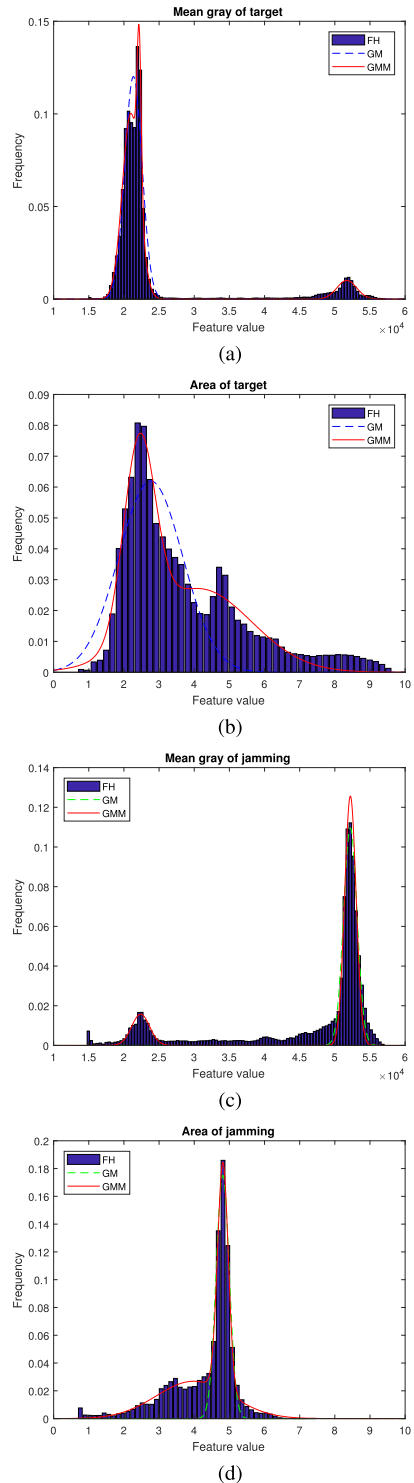 Mean gray of target
0.15
FH
GM
GMM
0.1
Frequency
0.05
0
1 1.5 2 2.5 3 3.5 4 4.5 5 5.5 6
Feature value
×10^4
(a)
Area of target
0.09
FH
GM
GMM
0.08
0.07
0.06
0.05
Frequency
0.04
0.03
0.02
0.01
0
0 1 2 3 4 5 6 7 8 9 10
Feature value
(b)
Mean gray of jamming
0.14
FH
GM
GMM
0.12
0.1
0.08
Frequency
0.06
0.04
0.02
0
1 1.5 2 2.5 3 3.5 4 4.5 5 5.5 6
Feature value
×10^4
(c)
Area of jamming
0.2
FH
GM
GMM
0.18
0.16
0.14
0.12
0.1
Frequency
0.08
0.06
0.04
0.02
0
0 1 2 3 4 5 6 7 8 9 10
Feature value
(d)